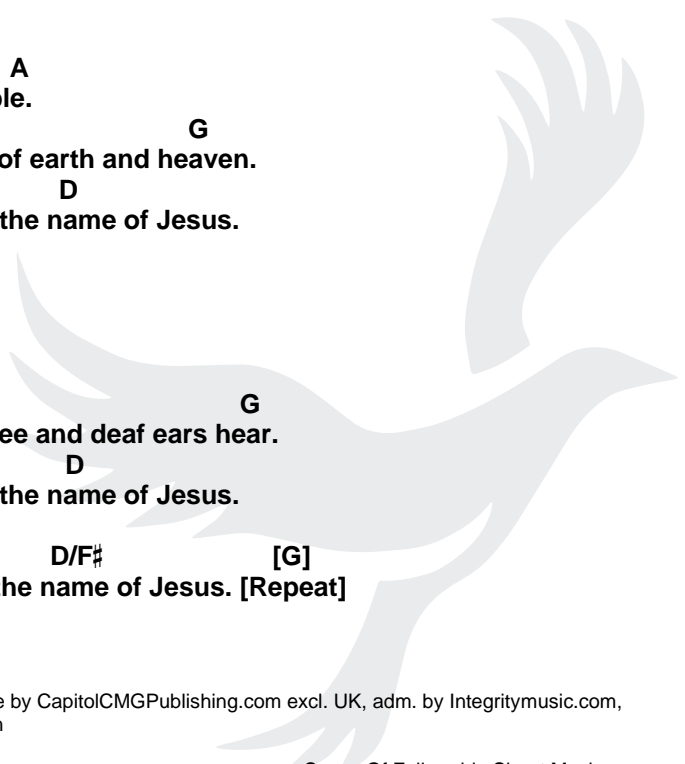 A
ple.
G
of earth and heaven.
D
the name of Jesus.
G
ee and deaf ears hear.
D
the name of Jesus.
D/F♯ [G]
the name of Jesus. [Repeat]
e by CapitolCMGPublishing.com excl. UK, adm. by Integritymusic.com,